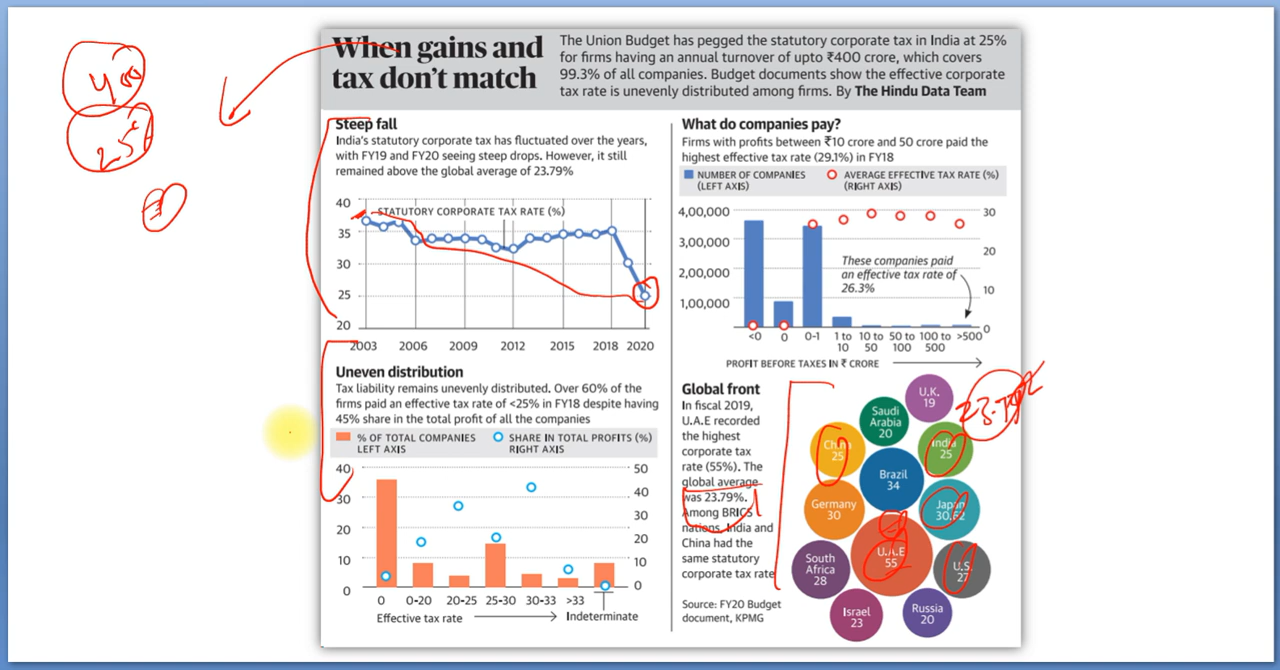 400
25%
When gains and
tax don't match
The Union Budget has pegged the statutory corporate tax in India at 25%
for firms having an annual turnover of upto ₹400 crore, which covers
99.3% of all companies. Budget documents show the effective corporate
tax rate is unevenly distributed among firms. By The Hindu Data Team
Steep fall
India's statutory corporate tax has fluctuated over the years,
with FY19 and FY20 seeing steep drops. However, it still
remained above the global average of 23.79%
STATUTORY CORPORATE TAX RATE (%)
40
35
30
25
20
2003 2006 2009 2012 2015 2018 2020
Uneven distribution
Tax liability remains unevenly distributed. Over 60% of the
firms paid an effective tax rate of <25% in FY18 despite having
45% share in the total profit of all the companies
% OF TOTAL COMPANIES
LEFT AXIS
SHARE IN TOTAL PROFITS (%)
RIGHT AXIS
40
30
20
10
0
50
40
30
20
10
0
0 0-20 20-25 25-30 30-33 >33
Effective tax rate
Indeterminate
What do companies pay?
Firms with profits between ₹10 crore and 50 crore paid the
highest effective tax rate (29.1%) in FY18
NUMBER OF COMPANIES
(LEFT AXIS)
AVERAGE EFFECTIVE TAX RATE (%)
(RIGHT AXIS)
4,00,000
3,00,000
2,00,000
1,00,000
30
20
10
0
These companies paid
an effective tax rate of
26.3%
<0 0 0-1 1 to 10 10 to 50 50 to 100 100 to 500 >500
PROFIT BEFORE TAXES IN ₹ CRORE
Global front
In fiscal 2019,
U.A.E recorded
the highest
corporate tax
rate (55%). The
global average
was 23.79%.
Among BRICS
nations, India and
China had the
same statutory
corporate tax rate
Source: FY20 Budget
document, KPMG
U.K.
19
Saudi
Arabia
20
China
25
India
25
Brazil
34
Germany
30
Japan
30.62
U.A.E
55
South
Africa
28
U.S.
27
Israel
23
Russia
20
23.79%